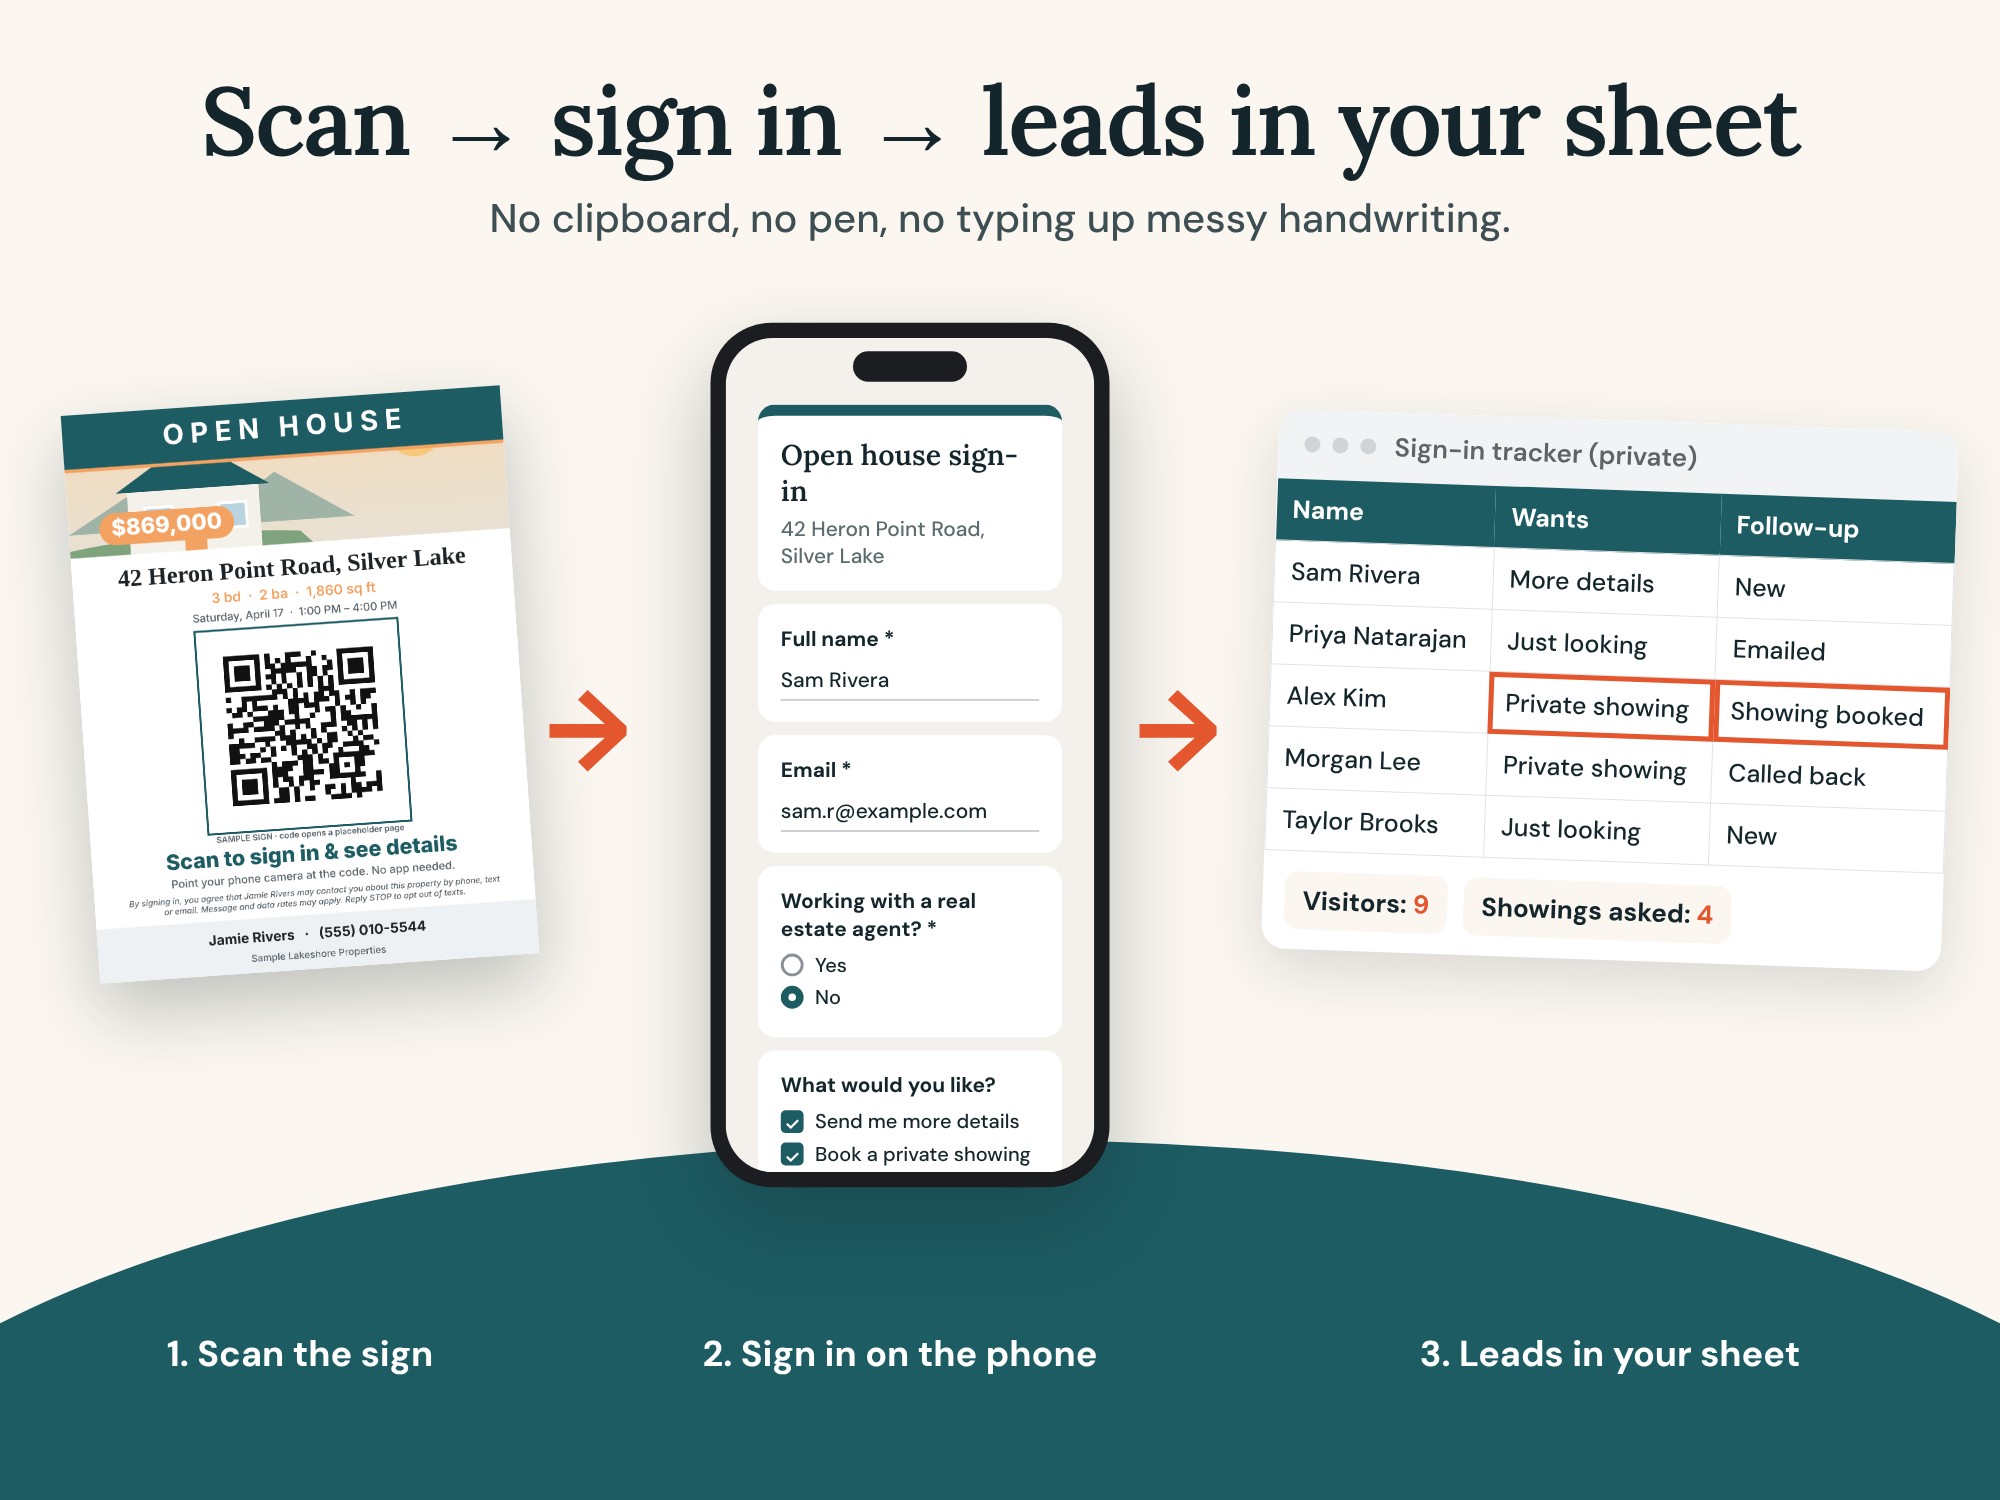 Scan → sign in → leads in your sheet
No clipboard, no pen, no typing up messy handwriting.
OPEN HOUSE
$869,000
42 Heron Point Road, Silver Lake
3 bd · 2 ba · 1,860 sq ft
Saturday, April 17 · 1:00 PM – 4:00 PM
SAMPLE SIGN · code opens a placeholder page
Scan to sign in & see details
Point your phone camera at the code. No app needed.
By signing in, you agree that Jamie Rivers may contact you about this property by phone, text
or email. Message and data rates may apply. Reply STOP to opt out of texts.
Jamie Rivers · (555) 010-5544
Sample Lakeshore Properties
Open house sign-
in
42 Heron Point Road,
Silver Lake
Full name *
Sam Rivera
Email *
sam.r@example.com
Working with a real
estate agent? *
Yes
No
What would you like?
Send me more details
Book a private showing
Sign-in tracker (private)
Name Wants Follow-up
Sam Rivera More details New
Priya Natarajan Just looking Emailed
Alex Kim Private showing Showing booked
Morgan Lee Private showing Called back
Taylor Brooks Just looking New
Visitors: 9 Showings asked: 4
1. Scan the sign
2. Sign in on the phone
3. Leads in your sheet